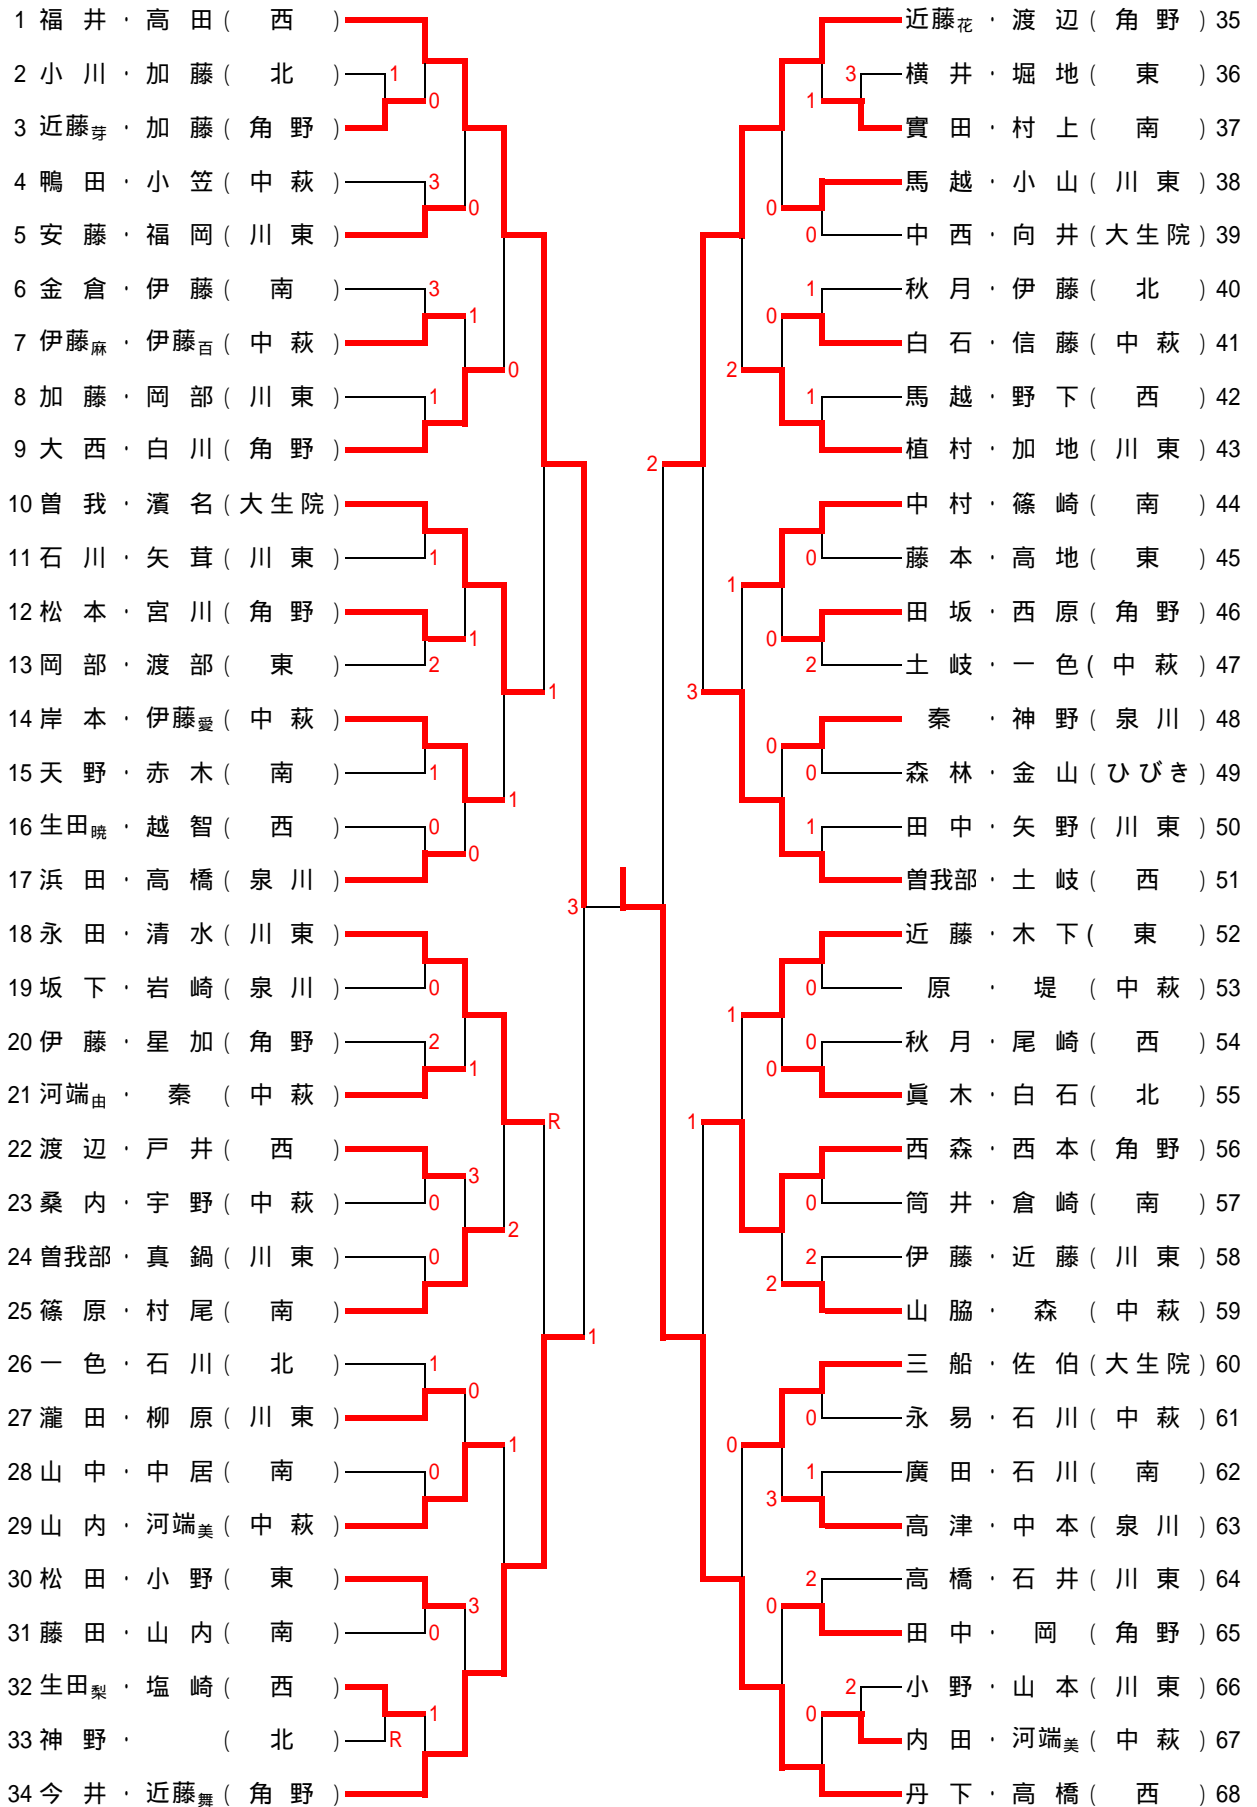 1 福井・高田(西)
2 小川・加藤(北)
3 近藤芽・加藤(角野)
4 鴨田・小笠(中萩)
5 安藤・福岡(川東)
6 金倉・伊藤(南)
7 伊藤麻・伊藤百(中萩)
8 加藤・岡部(川東)
9 大西・白川(角野)
10 曽我・濱名(大生院)
11 石川・矢葺(川東)
12 松本・宮川(角野)
13 岡部・渡部(東)
14 岸本・伊藤愛(中萩)
15 天野・赤木(南)
16 生田暁・越智(西)
17 浜田・高橋(泉川)
18 永田・清水(川東)
19 坂下・岩崎(泉川)
20 伊藤・星加(角野)
21 河端由・秦(中萩)
22 渡辺・戸井(西)
23 桑内・宇野(中萩)
24 曽我部・真鍋(川東)
25 篠原・村尾(南)
26 一色・石川(北)
27 瀧田・柳原(川東)
28 山中・中居(南)
29 山内・河端美(中萩)
30 松田・小野(東)
31 藤田・山内(南)
32 生田梨・塩崎(西)
33 神野・(北)
34 今井・近藤舞(角野)
1
0
3
0
3
1
0
1
1
1
2
1
1
1
0
0
0
2
1
R
3
0
2
0
1
0
1
0
3
0
1
R
1
3
近藤花・渡辺(角野) 35
横井・堀地(東) 36
實田・村上(南) 37
馬越・小山(川東) 38
中西・向井(大生院) 39
秋月・伊藤(北) 40
白石・信藤(中萩) 41
馬越・野下(西) 42
植村・加地(川東) 43
中村・篠崎(南) 44
藤本・高地(東) 45
田坂・西原(角野) 46
土岐・一色(中萩) 47
秦・神野(泉川) 48
森林・金山(ひびき) 49
田中・矢野(川東) 50
曽我部・土岐(西) 51
近藤・木下(東) 52
原・堤(中萩) 53
秋月・尾崎(西) 54
眞木・白石(北) 55
西森・西本(角野) 56
筒井・倉崎(南) 57
伊藤・近藤(川東) 58
山脇・森(中萩) 59
三船・佐伯(大生院) 60
永易・石川(中萩) 61
廣田・石川(南) 62
高津・中本(泉川) 63
高橋・石井(川東) 64
田中・岡(角野) 65
小野・山本(川東) 66
内田・河端美(中萩) 67
丹下・高橋(西) 68
3
1
0
0
1
0
2
1
2
0
1
0
2
3
0
0
1
0
1
0
0
1
0
2
2
0
0
1
3
2
0
2
0